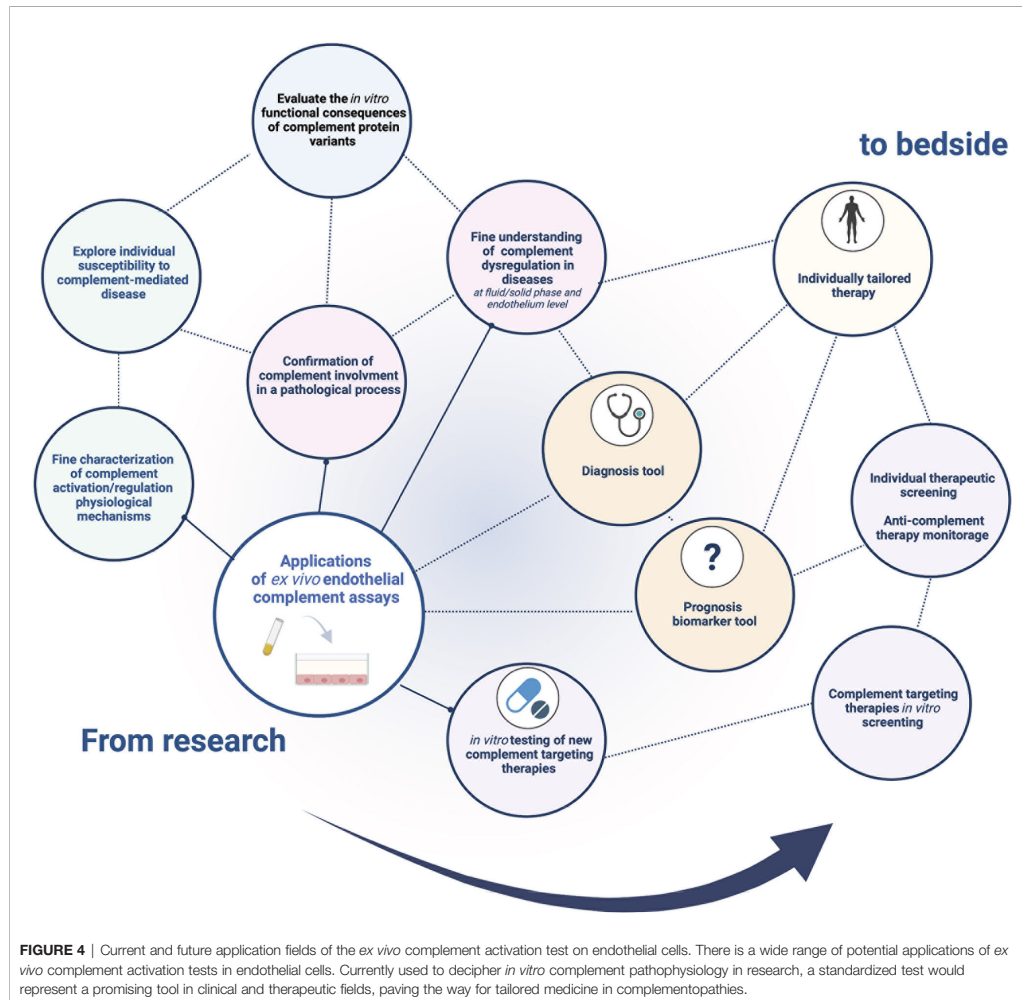 Evaluate the in vitro
functional consequences
of complement protein
variants
to bedside
Explore individual
susceptibility to
complement-mediated
disease
Fine understanding
of complement
dysregulation in
diseases
at fluid/solid phase and
endothelium level
Individually tailored
therapy
Confirmation of
complement involvment
in a pathological process
Fine characterization
of complement
activation/regulation
physiological
mechanisms
Diagnosis tool
Individual therapeutic
screening
Anti-complement
therapy monitorage
Applications
of ex vivo endothelial
complement assays
?
Prognosis
biomarker tool
From research
in vitro testing of new
complement targeting
therapies
Complement targeting
therapies in vitro
screening
FIGURE 4 | Current and future application fields of the ex vivo complement activation test on endothelial cells. There is a wide range of potential applications of ex
vivo complement activation tests in endothelial cells. Currently used to decipher in vitro complement pathophysiology in research, a standardized test would
represent a promising tool in clinical and therapeutic fields, paving the way for tailored medicine in complementopathies.